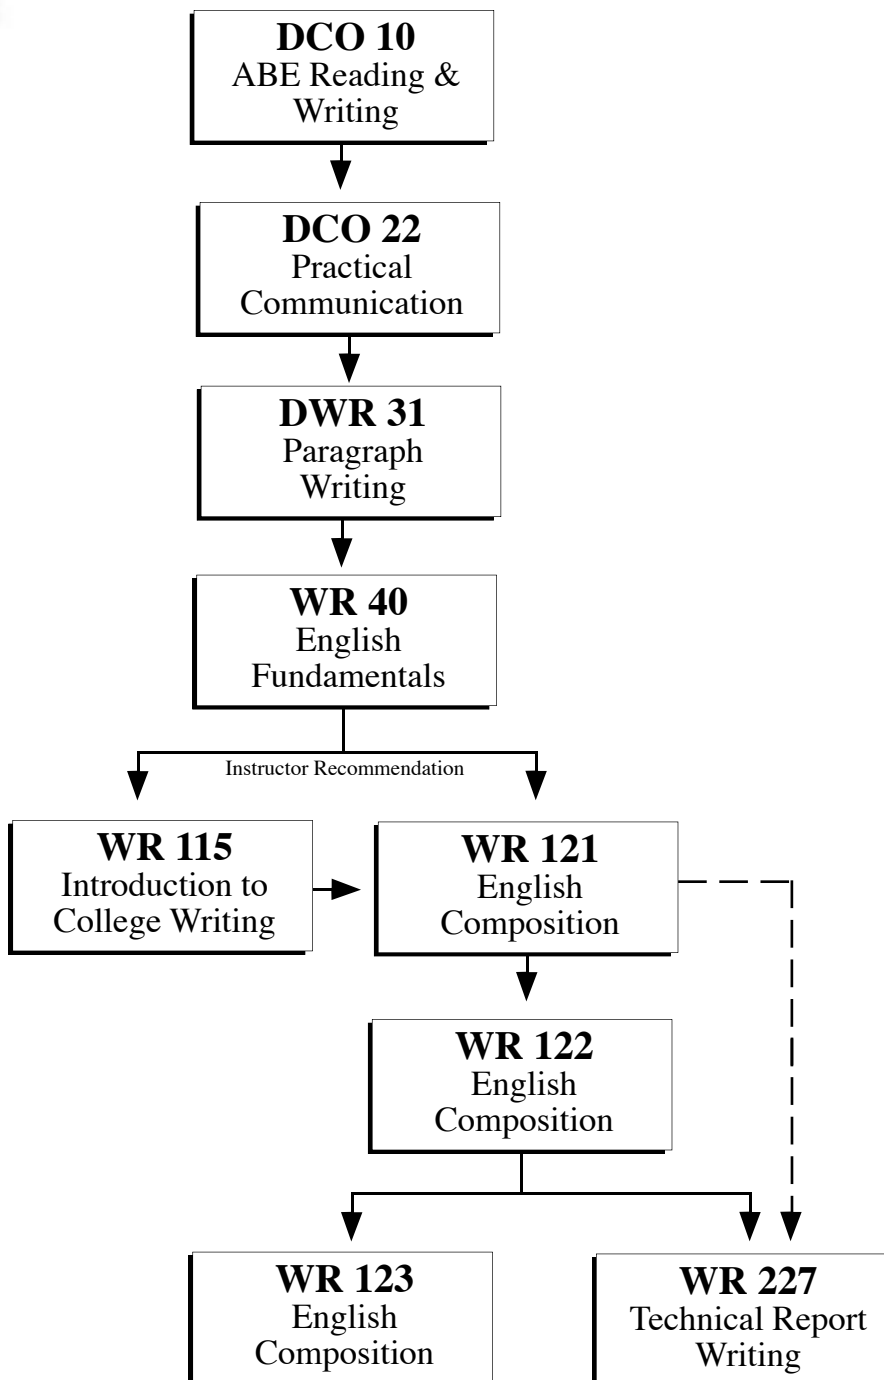 DCO 10
ABE Reading &
Writing
DCO 22
Practical
Communication
DWR 31
Paragraph
Writing
WR 40
English
Fundamentals
Instructor Recommendation
WR 115
Introduction to
College Writing
WR 121
English
Composition
WR 122
English
Composition
WR 123
English
Composition
WR 227
Technical Report
Writing